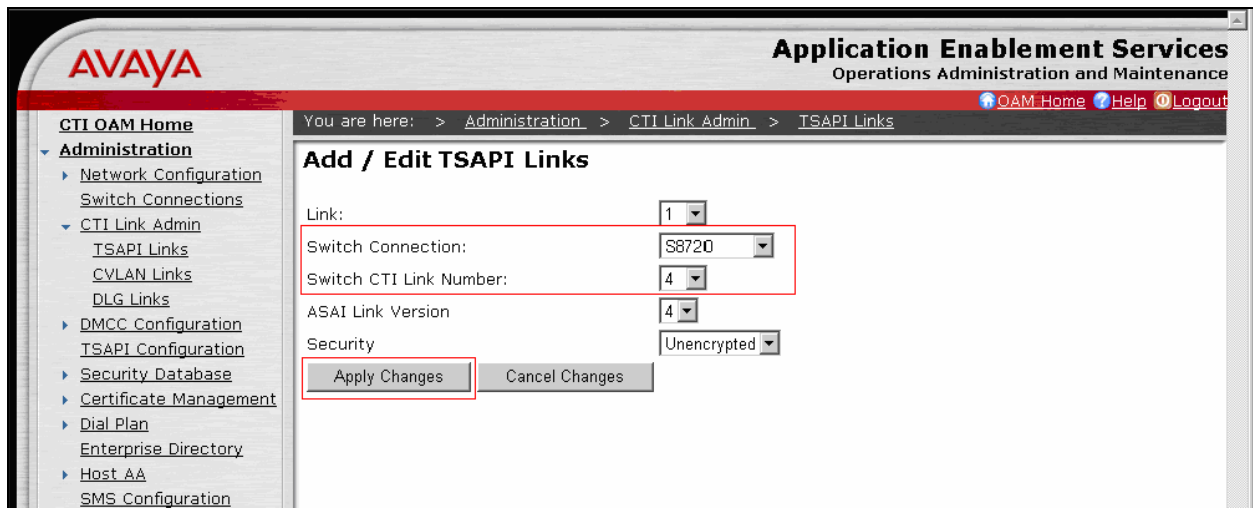 AVAYA
Application Enablement Services
Operations Administration and Maintenance
OAM Home Help Logout
CTI OAM Home
Administration
Network Configuration
Switch Connections
CTI Link Admin
TSAPI Links
CVLAN Links
DLG Links
DMCC Configuration
TSAPI Configuration
Security Database
Certificate Management
Dial Plan
Enterprise Directory
Host AA
SMS Configuration
You are here: > Administration > CTI Link Admin > TSAPI Links
Add / Edit TSAPI Links
Link: 1
Switch Connection: S8720
Switch CTI Link Number: 4
ASAI Link Version 4
Security Unencrypted
Apply Changes Cancel Changes